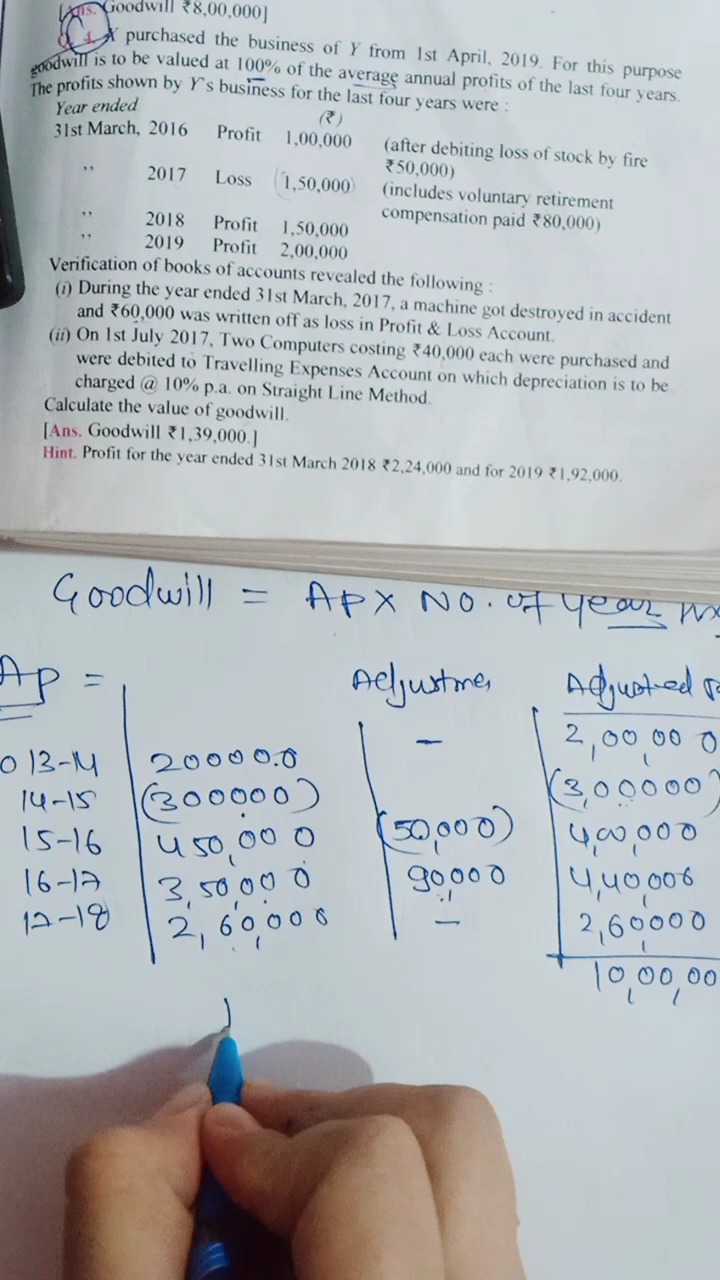 [Ans. Goodwill ₹8,00,000]
Q. 4. X purchased the business of Y from 1st April, 2019. For this purpose
goodwill is to be valued at 100% of the average annual profits of the last four years.
The profits shown by Y's business for the last four years were :
Year ended (₹)
31st March, 2016 Profit 1,00,000 (after debiting loss of stock by fire
₹50,000)
,, 2017 Loss 1,50,000 (includes voluntary retirement
compensation paid ₹80,000)
,, 2018 Profit 1,50,000
,, 2019 Profit 2,00,000
Verification of books of accounts revealed the following :
(i) During the year ended 31st March, 2017, a machine got destroyed in accident
and ₹60,000 was written off as loss in Profit & Loss Account.
(ii) On 1st July 2017, Two Computers costing ₹40,000 each were purchased and
were debited to Travelling Expenses Account on which depreciation is to be
charged @ 10% p.a. on Straight Line Method.
Calculate the value of goodwill.
[Ans. Goodwill ₹1,39,000.]
Hint. Profit for the year ended 31st March 2018 ₹2,24,000 and for 2019 ₹1,92,000.
Goodwill = AP X NO. of Year
AP = Adjustmen Adjusted
013-14 200000 - 2,00,000
14-15 (300000) (3,00000)
15-16 450,000 (50,000) 4,00,000
16-17 3,50,000 90000 4,40000
17-18 2,60,000 - 2,60000
10,00,00